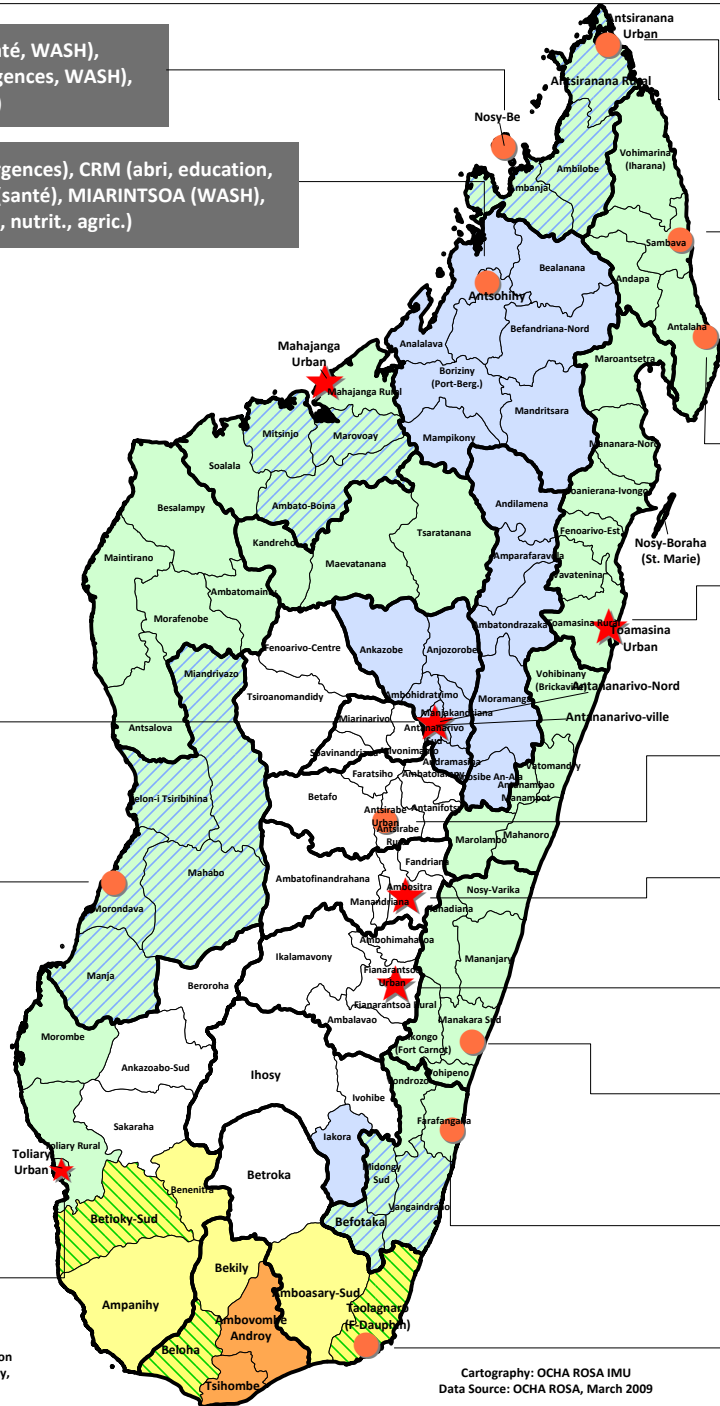 té, WASH),
gences, WASH),
)
rgences), CRM (abri, education,
(santé), MIARINTSOA (WASH),
, nutrit., agric.)
Antsiranana
Urban
Antsiranana Rural
Nosy-Be
Ambilobe
Vohimarina
(Iharana)
Ambanja
Sambava
Bealanana
Andapa
Antsohihy
Antalaha
Befandriana-Nord
Analalava
Maroantsetra
Mahajanga
Urban
Boriziny
(Port-Berg.)
Mahajanga Rural
Mandritsara
Mitsinjo
Marovoay
Mampikony
Mananara-Nord
Soalala
Besalampy
Ambato-Boina
Andilamena
Soanierana-Ivongo
Fenoarivo-Est
Tsaratanana
Kandreho
Nosy-Boraha
(St. Marie)
Maintirano
Maevatanana
Amparafaravola
Vavatenina
Ambatomainty
Morafenobe
Ambatondrazaka
Toamasina Rural
Toamasina
Urban
Fenoarivo-Centre
Ankazobe
Anjozorobe
Miandrivazo
Vohibinany
(Brickaville)
Antananarivo-Nord
Tsiroanomandidy
Ambohidratrimo
Moramanga
Manjakandriana
Miarinarivo
Antananarivo-ville
Antsalova
Antananarivo
Sud
Soavinandriana
Arivonimamo
Andramasina
Vatomandry
Faratsiho
Ambatolampy
Anosibe An-Ala
Antanambao
Manampot
Belon-i Tsiribihina
Betafo
Antanifotsy
Antsirabe
Urban
Antsirabe
Rural
Mahanoro
Marolambo
Fandriana
Mahabo
Ambatofinandrahana
Ambositra
Nosy-Varika
Manandriana
Morondava
Ifanadiana
Ambohimahasoa
Ikalamavony
Mananjary
Manja
Fianarantsoa
Urban
Beroroha
Fianarantsoa Rural
Manakara Sud
Ambalavao
Morombe
Ikongo
(Fort Carnot)
Ankazoabo-Sud
Vohipeno
Ihosy
Vondrozo
Ivohibe
Sakaraha
Farafangana
Iakora
Toliary Rural
Toliary
Urban
Midongy
Sud
Betroka
Benenitra
Vangaindrano
Betioky-Sud
Befotaka
Bekily
Amboasary-Sud
Ampanihy
Taolagnaro
(F-Dauphin)
Ambovombe
Androy
Beloha
Tsihombe
on
y,
Cartography: OCHA ROSA IMU
Data Source: OCHA ROSA, March 2009